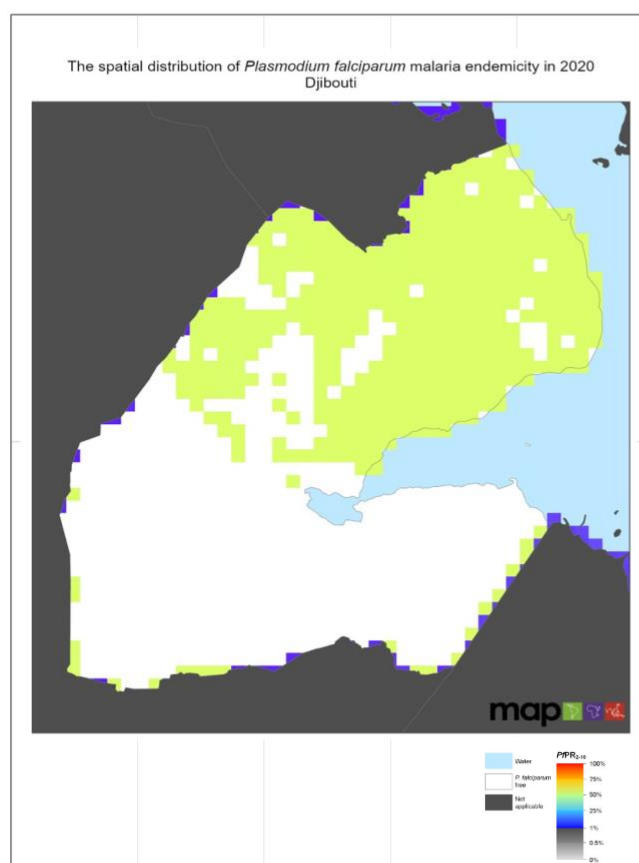 The spatial distribution of Plasmodium falciparum malaria endemicity in 2020
Djibouti
map
Water
P. falciparum
free
Not
applicable
PfPR2-10
100%
75%
50%
25%
1%
0.5%
0%